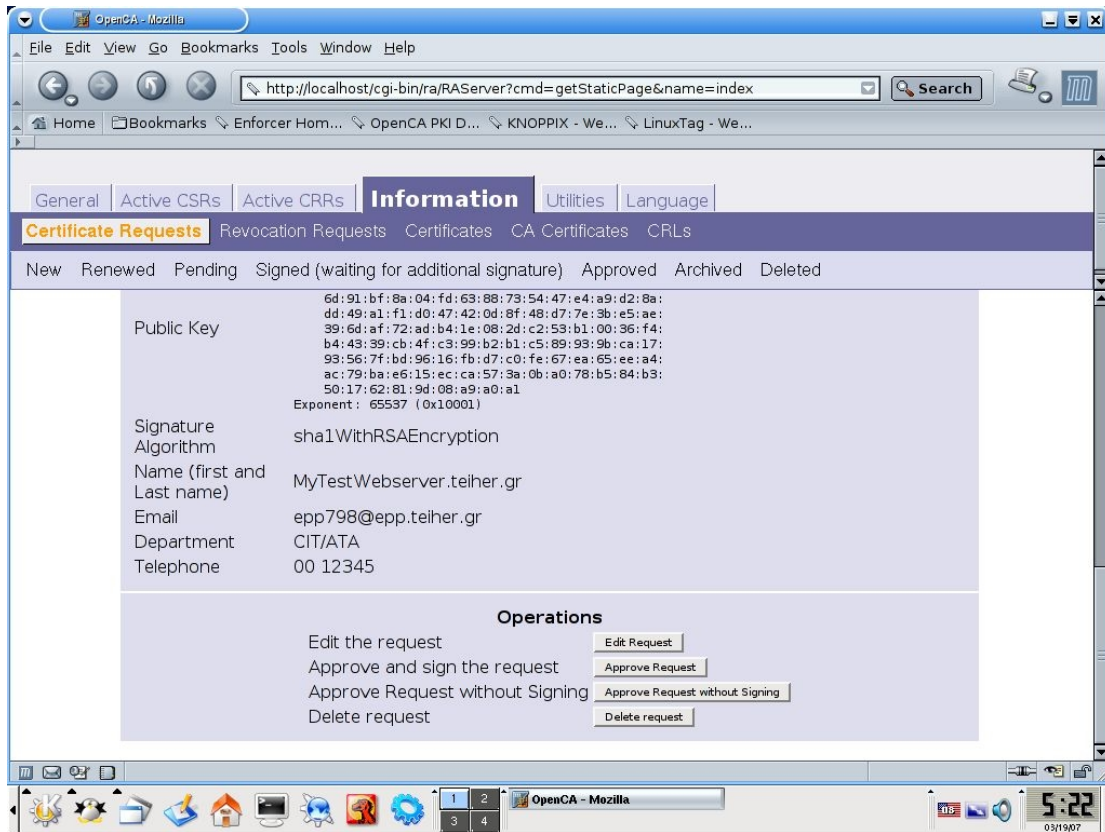 OpenCA - Mozilla
File Edit View Go Bookmarks Tools Window Help
http://localhost/cgi-bin/ra/RAServer?cmd=getStaticPage&name=index Search
Home Bookmarks Enforcer Hom... OpenCA PKI D... KNOPPIX - We... LinuxTag - We...
General Active CSRs Active CRRs Information Utilities Language
Certificate Requests Revocation Requests Certificates CA Certificates CRLs
New Renewed Pending Signed (waiting for additional signature) Approved Archived Deleted
Public Key
6d:91:bf:8a:04:fd:63:88:73:54:47:e4:a9:d2:8a:
dd:49:a1:f1:d0:47:42:0d:8f:48:d7:7e:3b:e5:ae:
39:6d:af:72:ad:b4:1e:08:2d:c2:53:b1:00:36:f4:
b4:43:39:cb:4f:c3:99:b2:b1:c5:89:93:9b:ca:17:
93:56:7f:bd:96:16:fb:d7:c0:fe:67:ea:65:ee:a4:
ac:79:ba:e6:15:ec:ca:57:3a:0b:a0:78:b5:84:b3:
50:17:62:81:9d:08:a9:a0:a1
Exponent: 65537 (0x10001)
Signature Algorithm sha1WithRSAEncryption
Name (first and Last name) MyTestWebserver.teiher.gr
Email epp798@epp.teiher.gr
Department CIT/ATA
Telephone 00 12345
Operations
Edit the request Edit Request
Approve and sign the request Approve Request
Approve Request without Signing Approve Request without Signing
Delete request Delete request
1 2 OpenCA - Mozilla
3 4
US
5:22
03/19/07